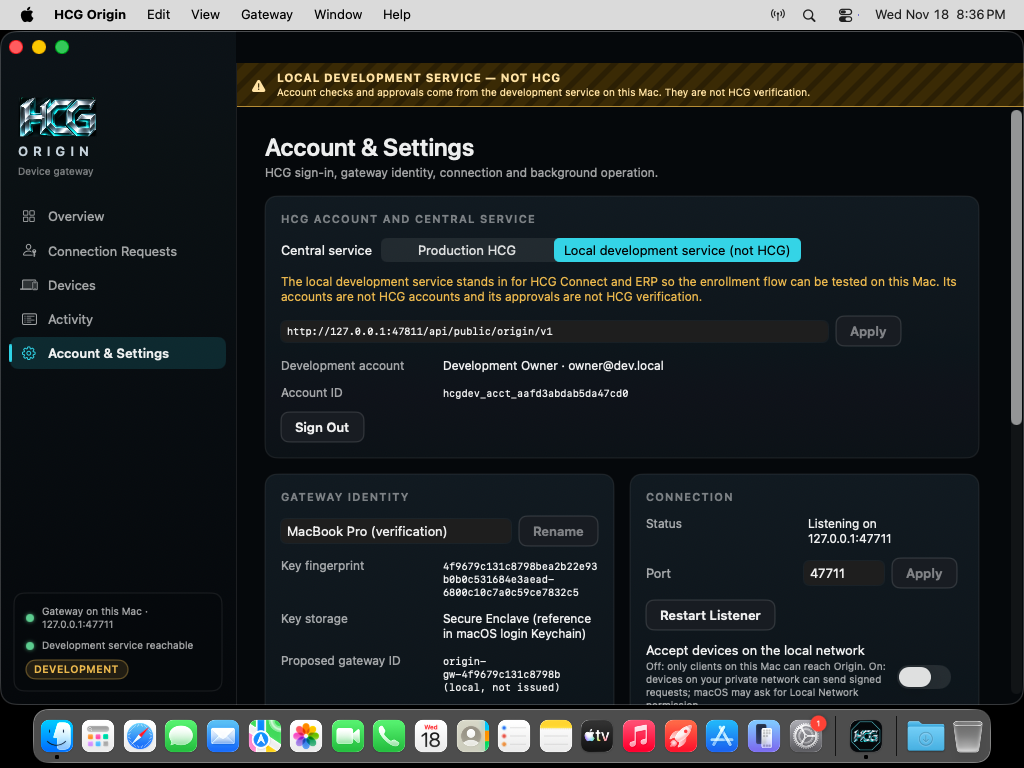 HCG Origin Edit View Gateway Window Help Wed Nov 18 8:36 PM
HCG
ORIGIN
Device gateway
Overview
Connection Requests
Devices
Activity
Account & Settings
Gateway on this Mac ·
127.0.0.1:47711
Development service reachable
DEVELOPMENT
LOCAL DEVELOPMENT SERVICE — NOT HCG
Account checks and approvals come from the development service on this Mac. They are not HCG verification.
Account & Settings
HCG sign-in, gateway identity, connection and background operation.
HCG ACCOUNT AND CENTRAL SERVICE
Central service Production HCG Local development service (not HCG)
The local development service stands in for HCG Connect and ERP so the enrollment flow can be tested on this Mac. Its
accounts are not HCG accounts and its approvals are not HCG verification.
http://127.0.0.1:47811/api/public/origin/v1 Apply
Development account Development Owner · owner@dev.local
Account ID hcgdev_acct_aafd3abdab5da47cd0
Sign Out
GATEWAY IDENTITY
MacBook Pro (verification) Rename
Key fingerprint 4f9679c131c8798bea2b22e93
b0b0c531684e3aead-
6800c10c7a0c59ce7832c5
Key storage Secure Enclave (reference
in macOS login Keychain)
Proposed gateway ID origin-
gw-4f9679c131c8798b
(local, not issued)
CONNECTION
Status Listening on
127.0.0.1:47711
Port 47711 Apply
Restart Listener
Accept devices on the local network
Off: only clients on this Mac can reach Origin. On:
devices on your private network can send signed
requests; macOS may ask for Local Network
permission.
Wed
18
tv
1
HCG